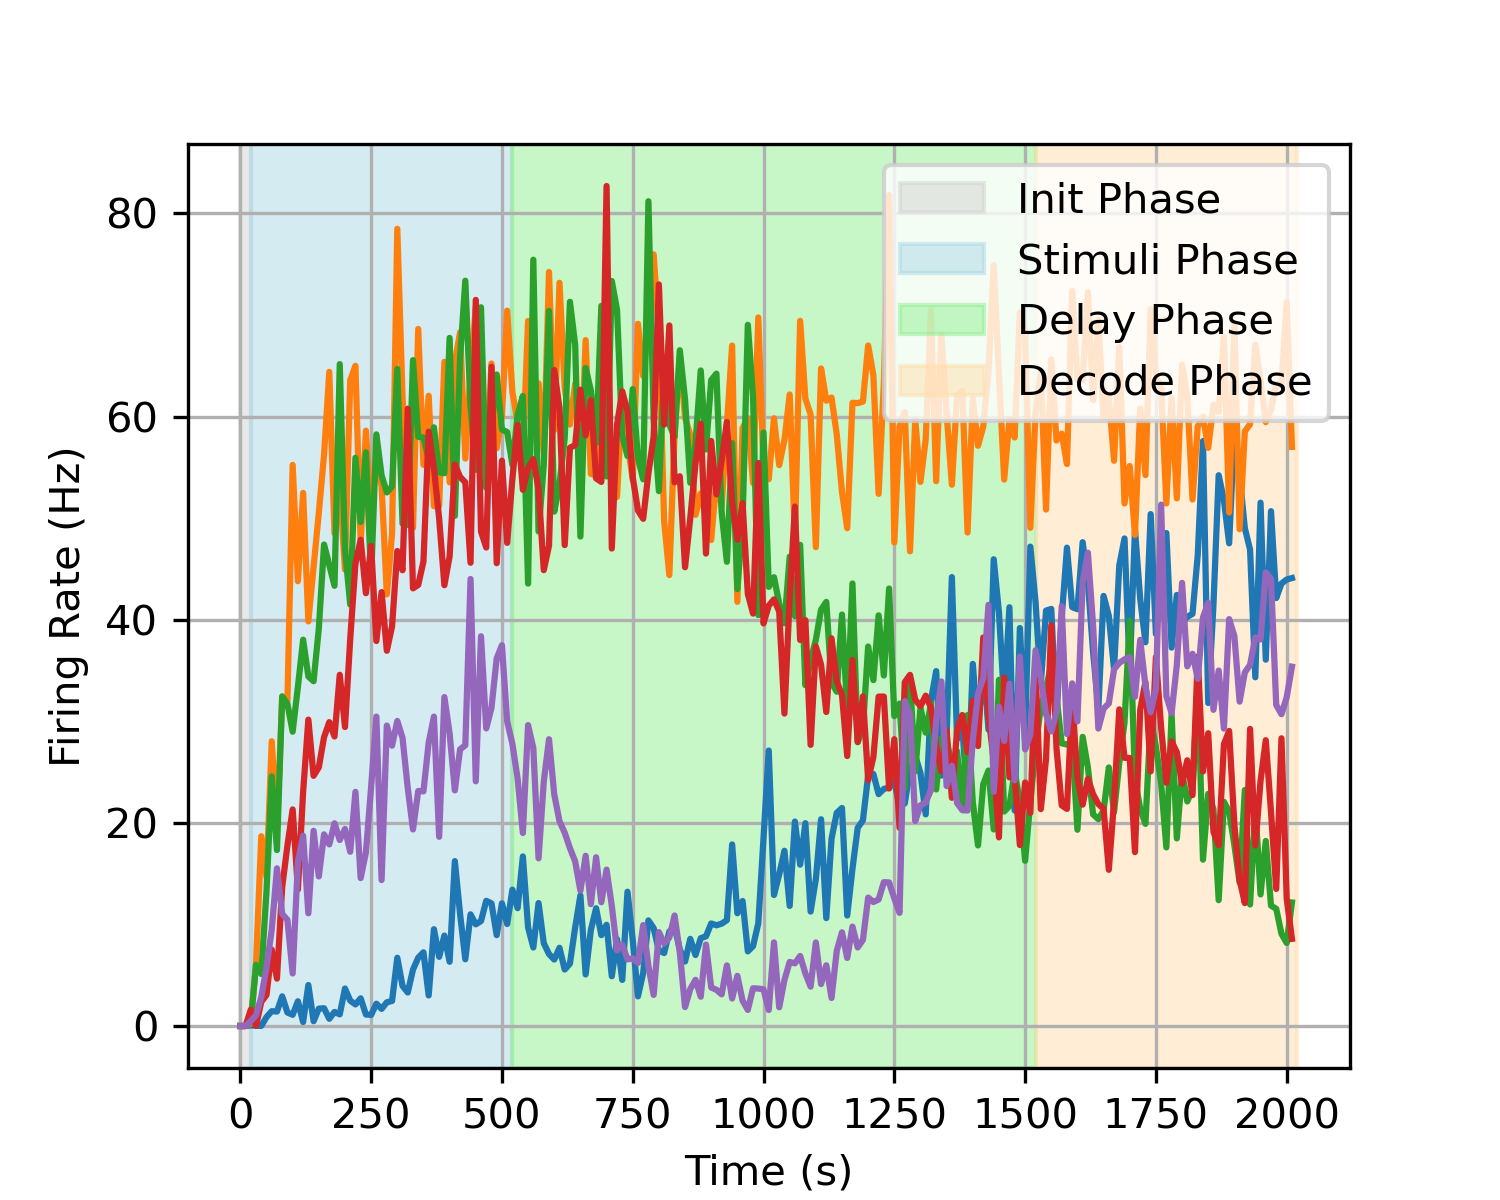 Init Phase
Stimuli Phase
Delay Phase
Decode Phase
80
60
40
20
0
Firing Rate (Hz)
0 250 500 750 1000 1250 1500 1750 2000
Time (s)